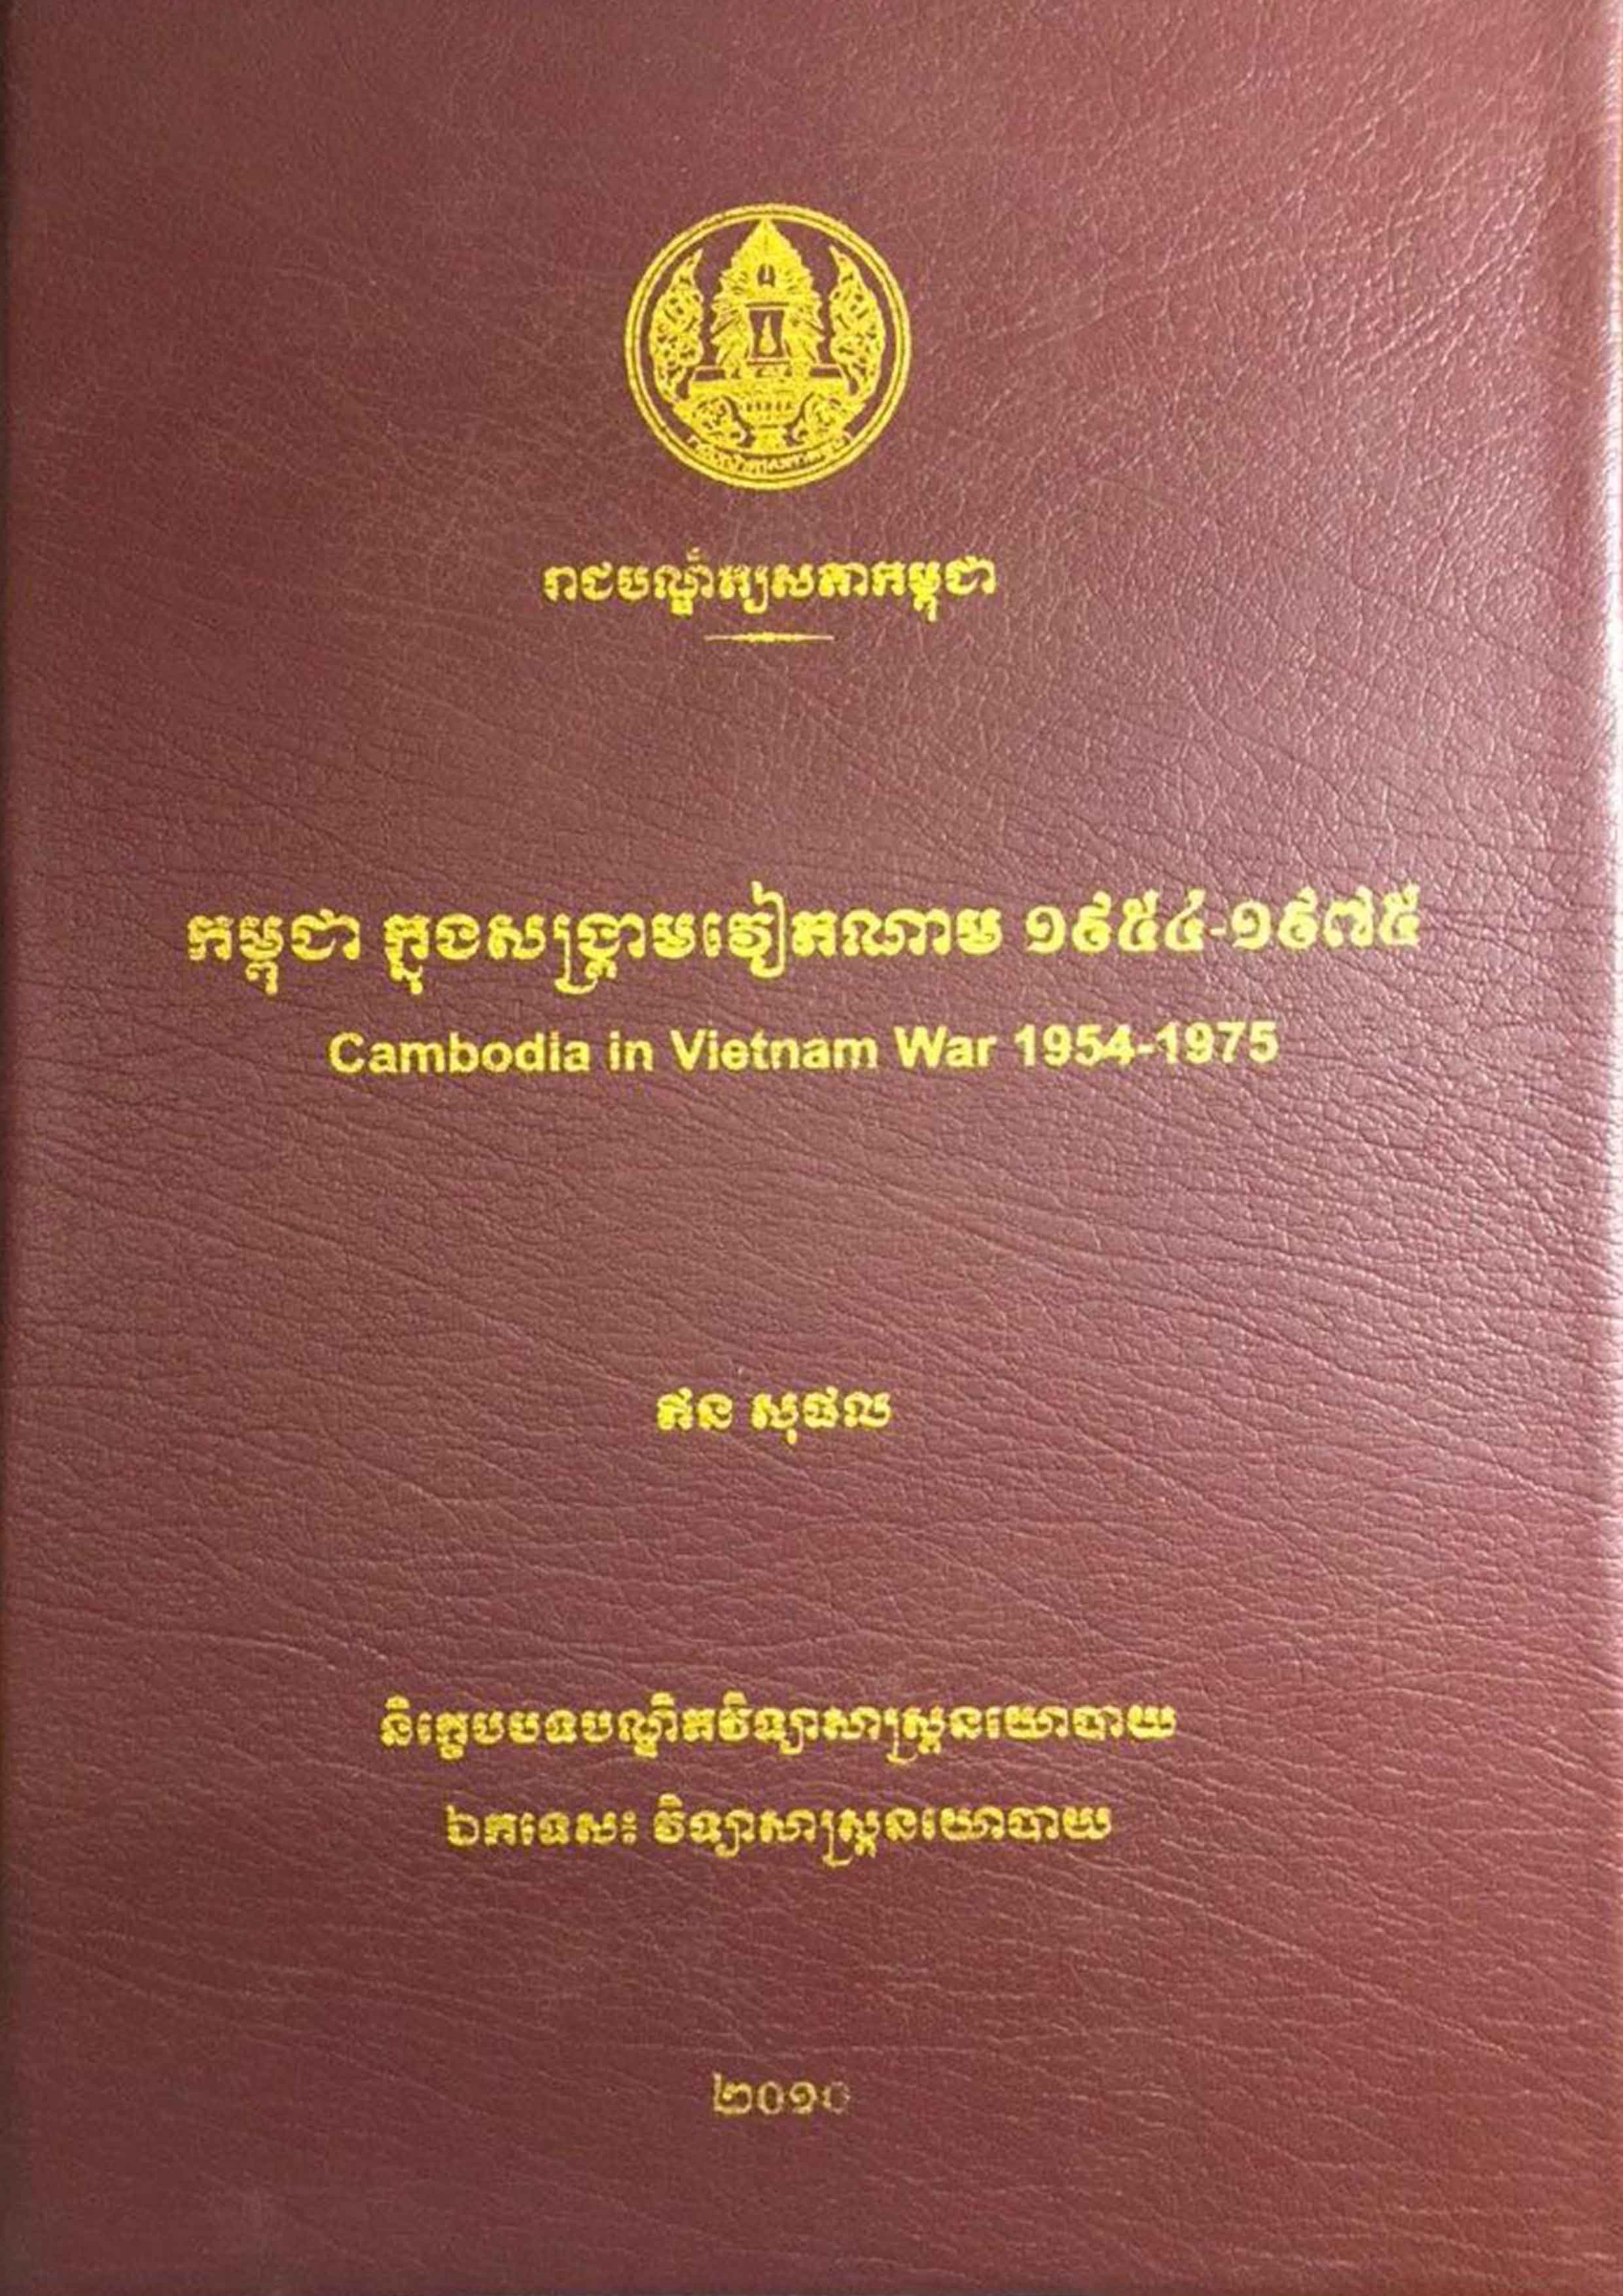 រាជបណ្ឌិត្យសភាកម្ពុជា
កម្ពុជា ក្នុងសង្គ្រាមវៀតណាម ១៩៥៤-១៩៧៥
Cambodia in Vietnam War 1954-1975
ឥន សុផល
និក្ខេបបទបណ្ឌិតវិទ្យាសាស្ត្រនយោបាយ
ឯកទេសៈ វិទ្យាសាស្ត្រនយោបាយ
២០១០